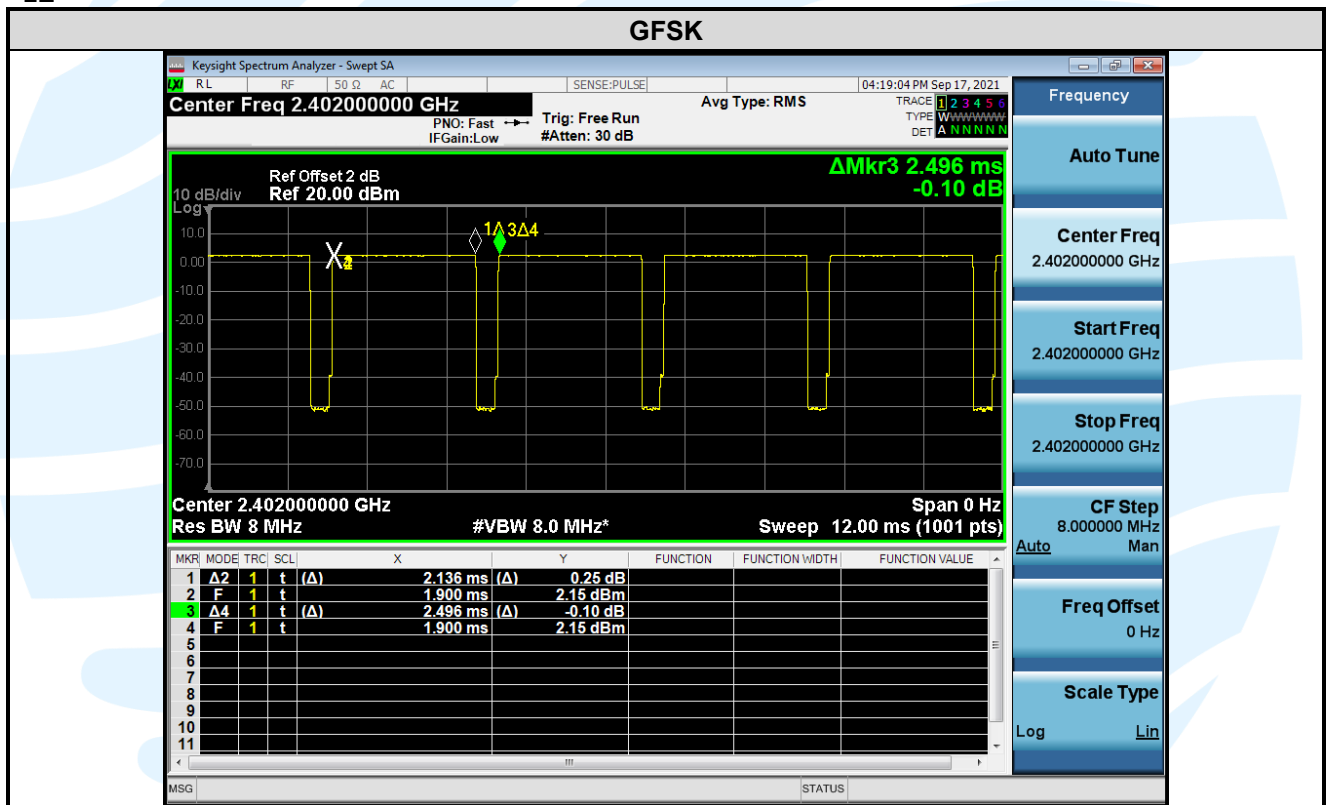 GFSK
Keysight Spectrum Analyzer - Swept SA
LXI RL RF 50 Ω AC SENSE:PULSE 04:19:04 PM Sep 17, 2021
Center Freq 2.402000000 GHz Avg Type: RMS TRACE 1 2 3 4 5 6
PNO: Fast Trig: Free Run TYPE WWWWWW
IFGain:Low #Atten: 30 dB DET A N N N N N
Frequency
Auto Tune
Center Freq
2.402000000 GHz
Start Freq
2.402000000 GHz
Stop Freq
2.402000000 GHz
CF Step
8.000000 MHz
Auto Man
Freq Offset
0 Hz
Scale Type
Log Lin
ΔMkr3 2.496 ms
-0.10 dB
Ref Offset 2 dB
10 dB/div Ref 20.00 dBm
Log
1Δ 3Δ4
10.0
0.00
-10.0
-20.0
-30.0
-40.0
-50.0
-60.0
-70.0
Center 2.402000000 GHz Span 0 Hz
Res BW 8 MHz #VBW 8.0 MHz* Sweep 12.00 ms (1001 pts)
MKR MODE TRC SCL X Y FUNCTION FUNCTION WIDTH FUNCTION VALUE
1 Δ2 1 t (Δ) 2.136 ms (Δ) 0.25 dB
2 F 1 t 1.900 ms 2.15 dBm
3 Δ4 1 t (Δ) 2.496 ms (Δ) -0.10 dB
4 F 1 t 1.900 ms 2.15 dBm
5
6
7
8
9
10
11
MSG STATUS